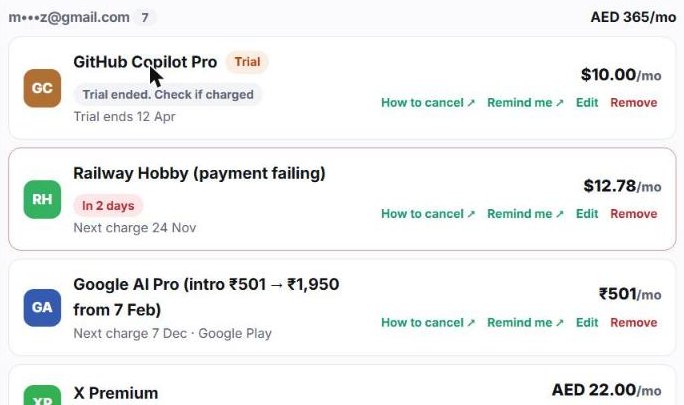 m•••z@gmail.com 7
AED 365/mo
GitHub Copilot Pro Trial
GC
Trial ended. Check if charged
Trial ends 12 Apr
$10.00/mo
How to cancel ↗ Remind me ↗ Edit Remove
Railway Hobby (payment failing)
RH
In 2 days
Next charge 24 Nov
$12.78/mo
How to cancel ↗ Remind me ↗ Edit Remove
Google AI Pro (intro ₹501 → ₹1,950
from 7 Feb)
GA
Next charge 7 Dec · Google Play
₹501/mo
How to cancel ↗ Remind me ↗ Edit Remove
X Premium
XP
AED 22.00/mo